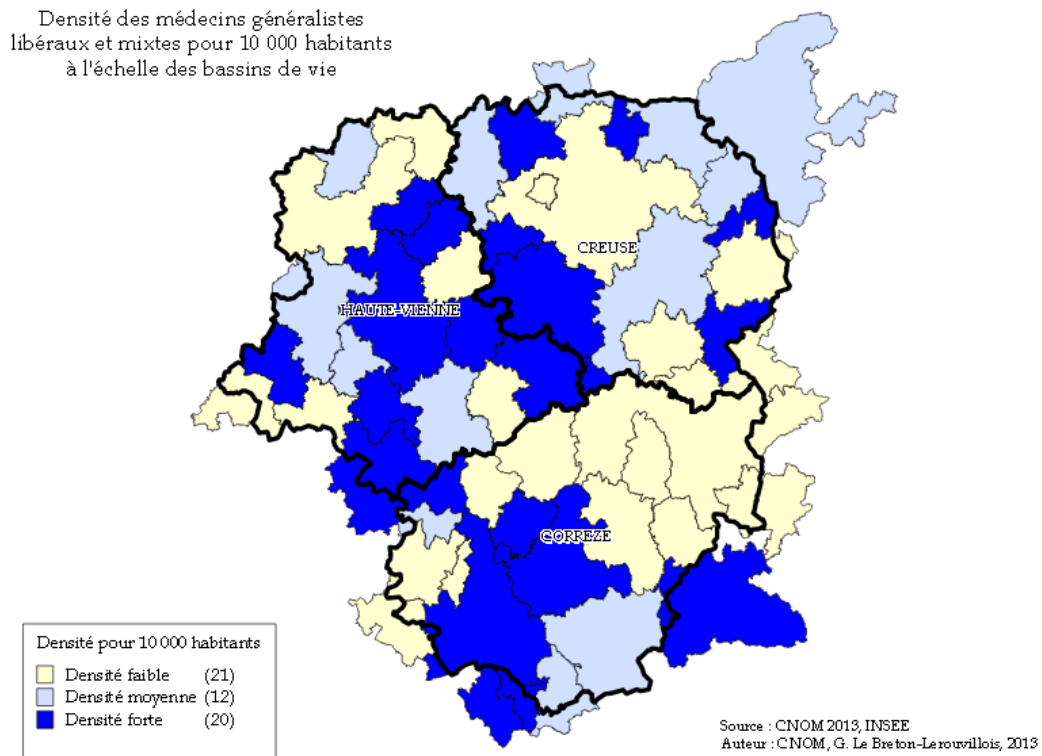 Densité des médecins généralistes
libéraux et mixtes pour 10 000 habitants
à l'échelle des bassins de vie
CREUSE
HAUTE-VIENNE
CORREZE
Densité pour 10 000 habitants
Densité faible (21)
Densité moyenne (12)
Densité forte (20)
Source : CNOM 2013, INSEE
Auteur : CNOM, G. Le Breton-Lerouvillois, 2013